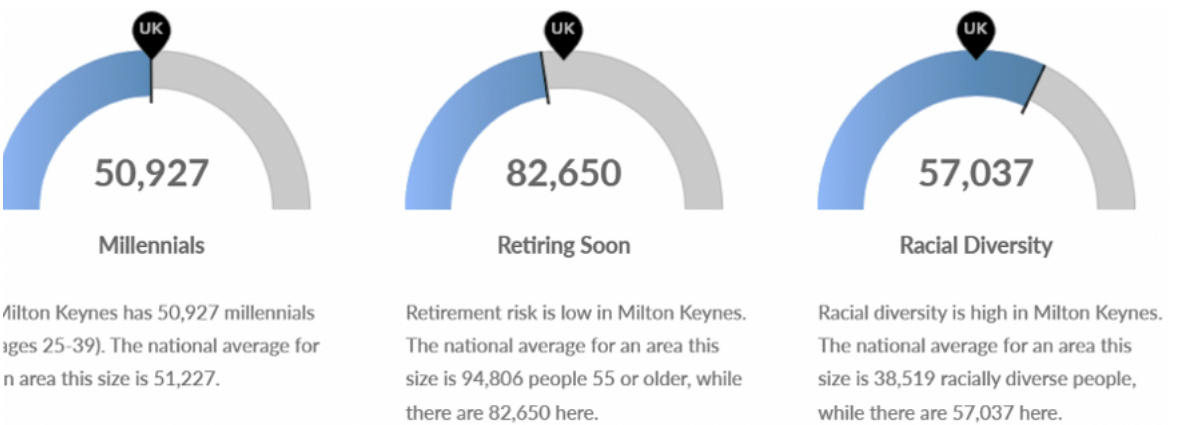 UK
UK
UK
50,927
82,650
57,037
Millennials
Retiring Soon
Racial Diversity
Milton Keynes has 50,927 millennials
ages 25-39). The national average for
n area this size is 51,227.
Retirement risk is low in Milton Keynes.
The national average for an area this
size is 94,806 people 55 or older, while
there are 82,650 here.
Racial diversity is high in Milton Keynes.
The national average for an area this
size is 38,519 racially diverse people,
while there are 57,037 here.